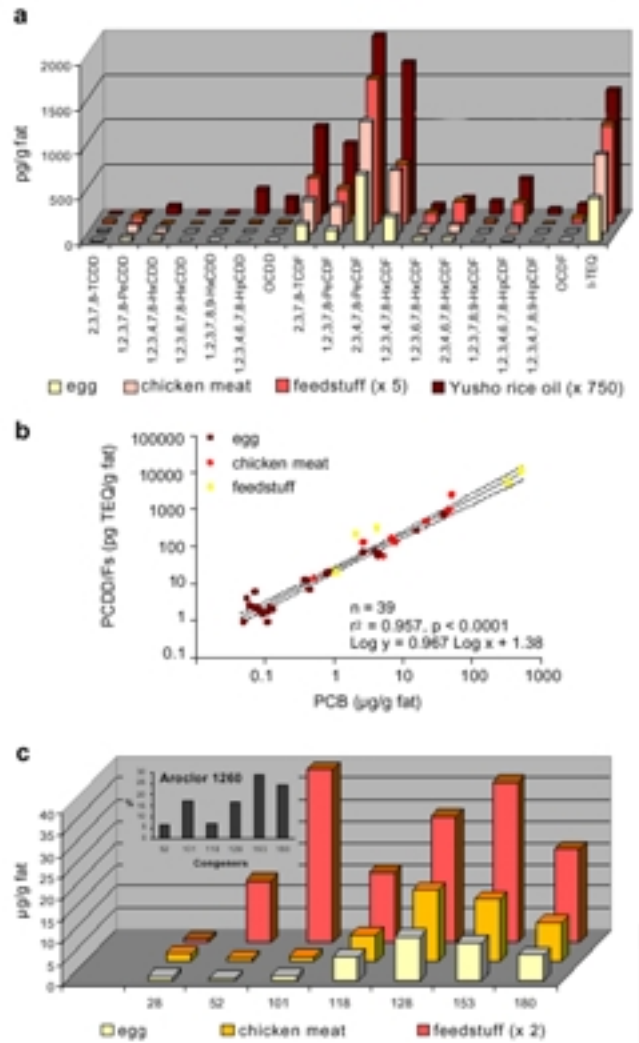 a
2000
1500
1000
500
0
pg/g fat
2,3,7,8-TCDD
1,2,3,7,8-PeCDD
1,2,3,4,7,8-HxCDD
1,2,3,6,7,8-HxCDD
1,2,3,7,8,9-HxCDD
1,2,3,4,6,7,8-HpCDD
OCDD
2,3,7,8-TCDF
1,2,3,7,8-PeCDF
2,3,4,7,8-PeCDF
1,2,3,4,7,8-HxCDF
1,2,3,6,7,8-HxCDF
2,3,4,6,7,8-HxCDF
1,2,3,7,8,9-HxCDF
1,2,3,4,6,7,8-HpCDF
1,2,3,4,7,8,9-HpCDF
OCDF
I-TEQ
egg chicken meat feedstuff (x 5) Yusho rice oil (x 750)
b
100000
10000
1000
100
10
1
0.1
PCDD/Fs (pg TEQ/g fat)
egg
chicken meat
feedstuff
n = 39
r² = 0.957, p < 0.0001
Log y = 0.967 Log x + 1.38
0.1 1 10 100 1000
PCB (µg/g fat)
c
40
35
30
25
20
15
10
5
0
µg/g fat
Aroclor 1260
52 101 118 128 153 180
Congeners
28 52 101 118 128 153 180
egg chicken meat feedstuff (x 2)